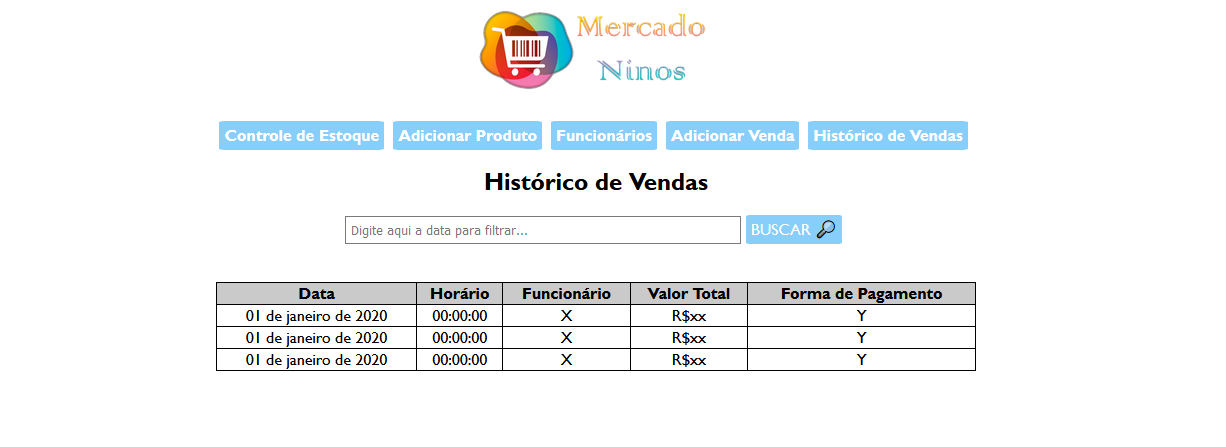 Mercado
Ninos
Controle de Estoque Adicionar Produto Funcionários Adicionar Venda Histórico de Vendas
Histórico de Vendas
Digite aqui a data para filtrar... BUSCAR
Data Horário Funcionário Valor Total Forma de Pagamento
01 de janeiro de 2020 00:00:00 X R$xx Y
01 de janeiro de 2020 00:00:00 X R$xx Y
01 de janeiro de 2020 00:00:00 X R$xx Y